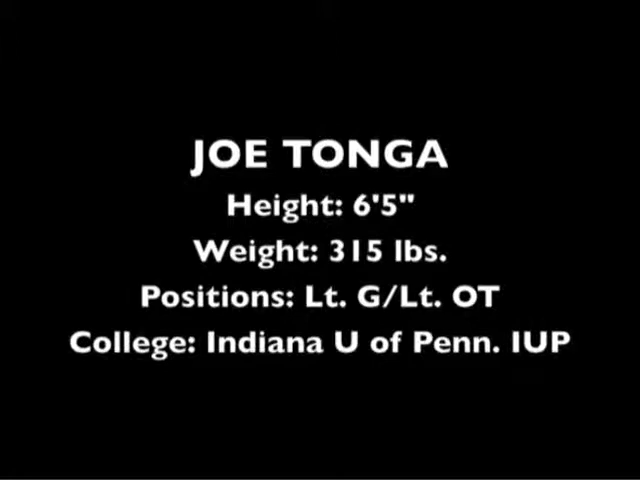 JOE TONGA
Height: 6'5"
Weight: 315 lbs.
Positions: Lt. G/Lt. OT
College: Indiana U of Penn. IUP